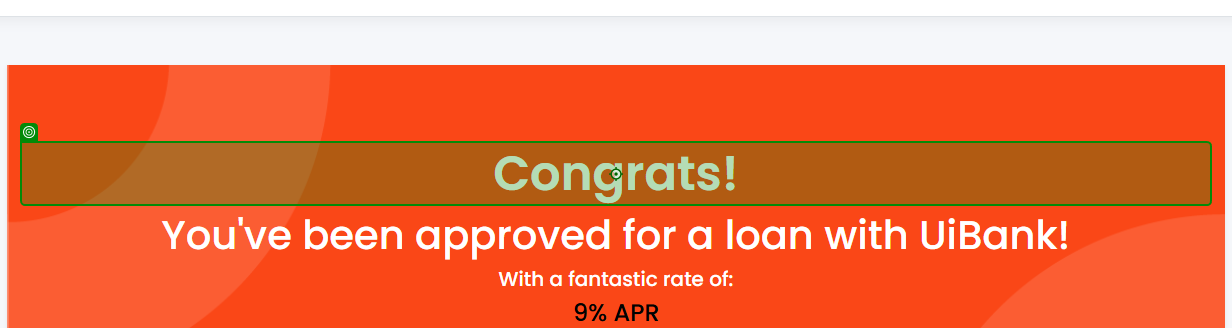 Congrats!
You've been approved for a loan with UiBank!
With a fantastic rate of:
9% APR